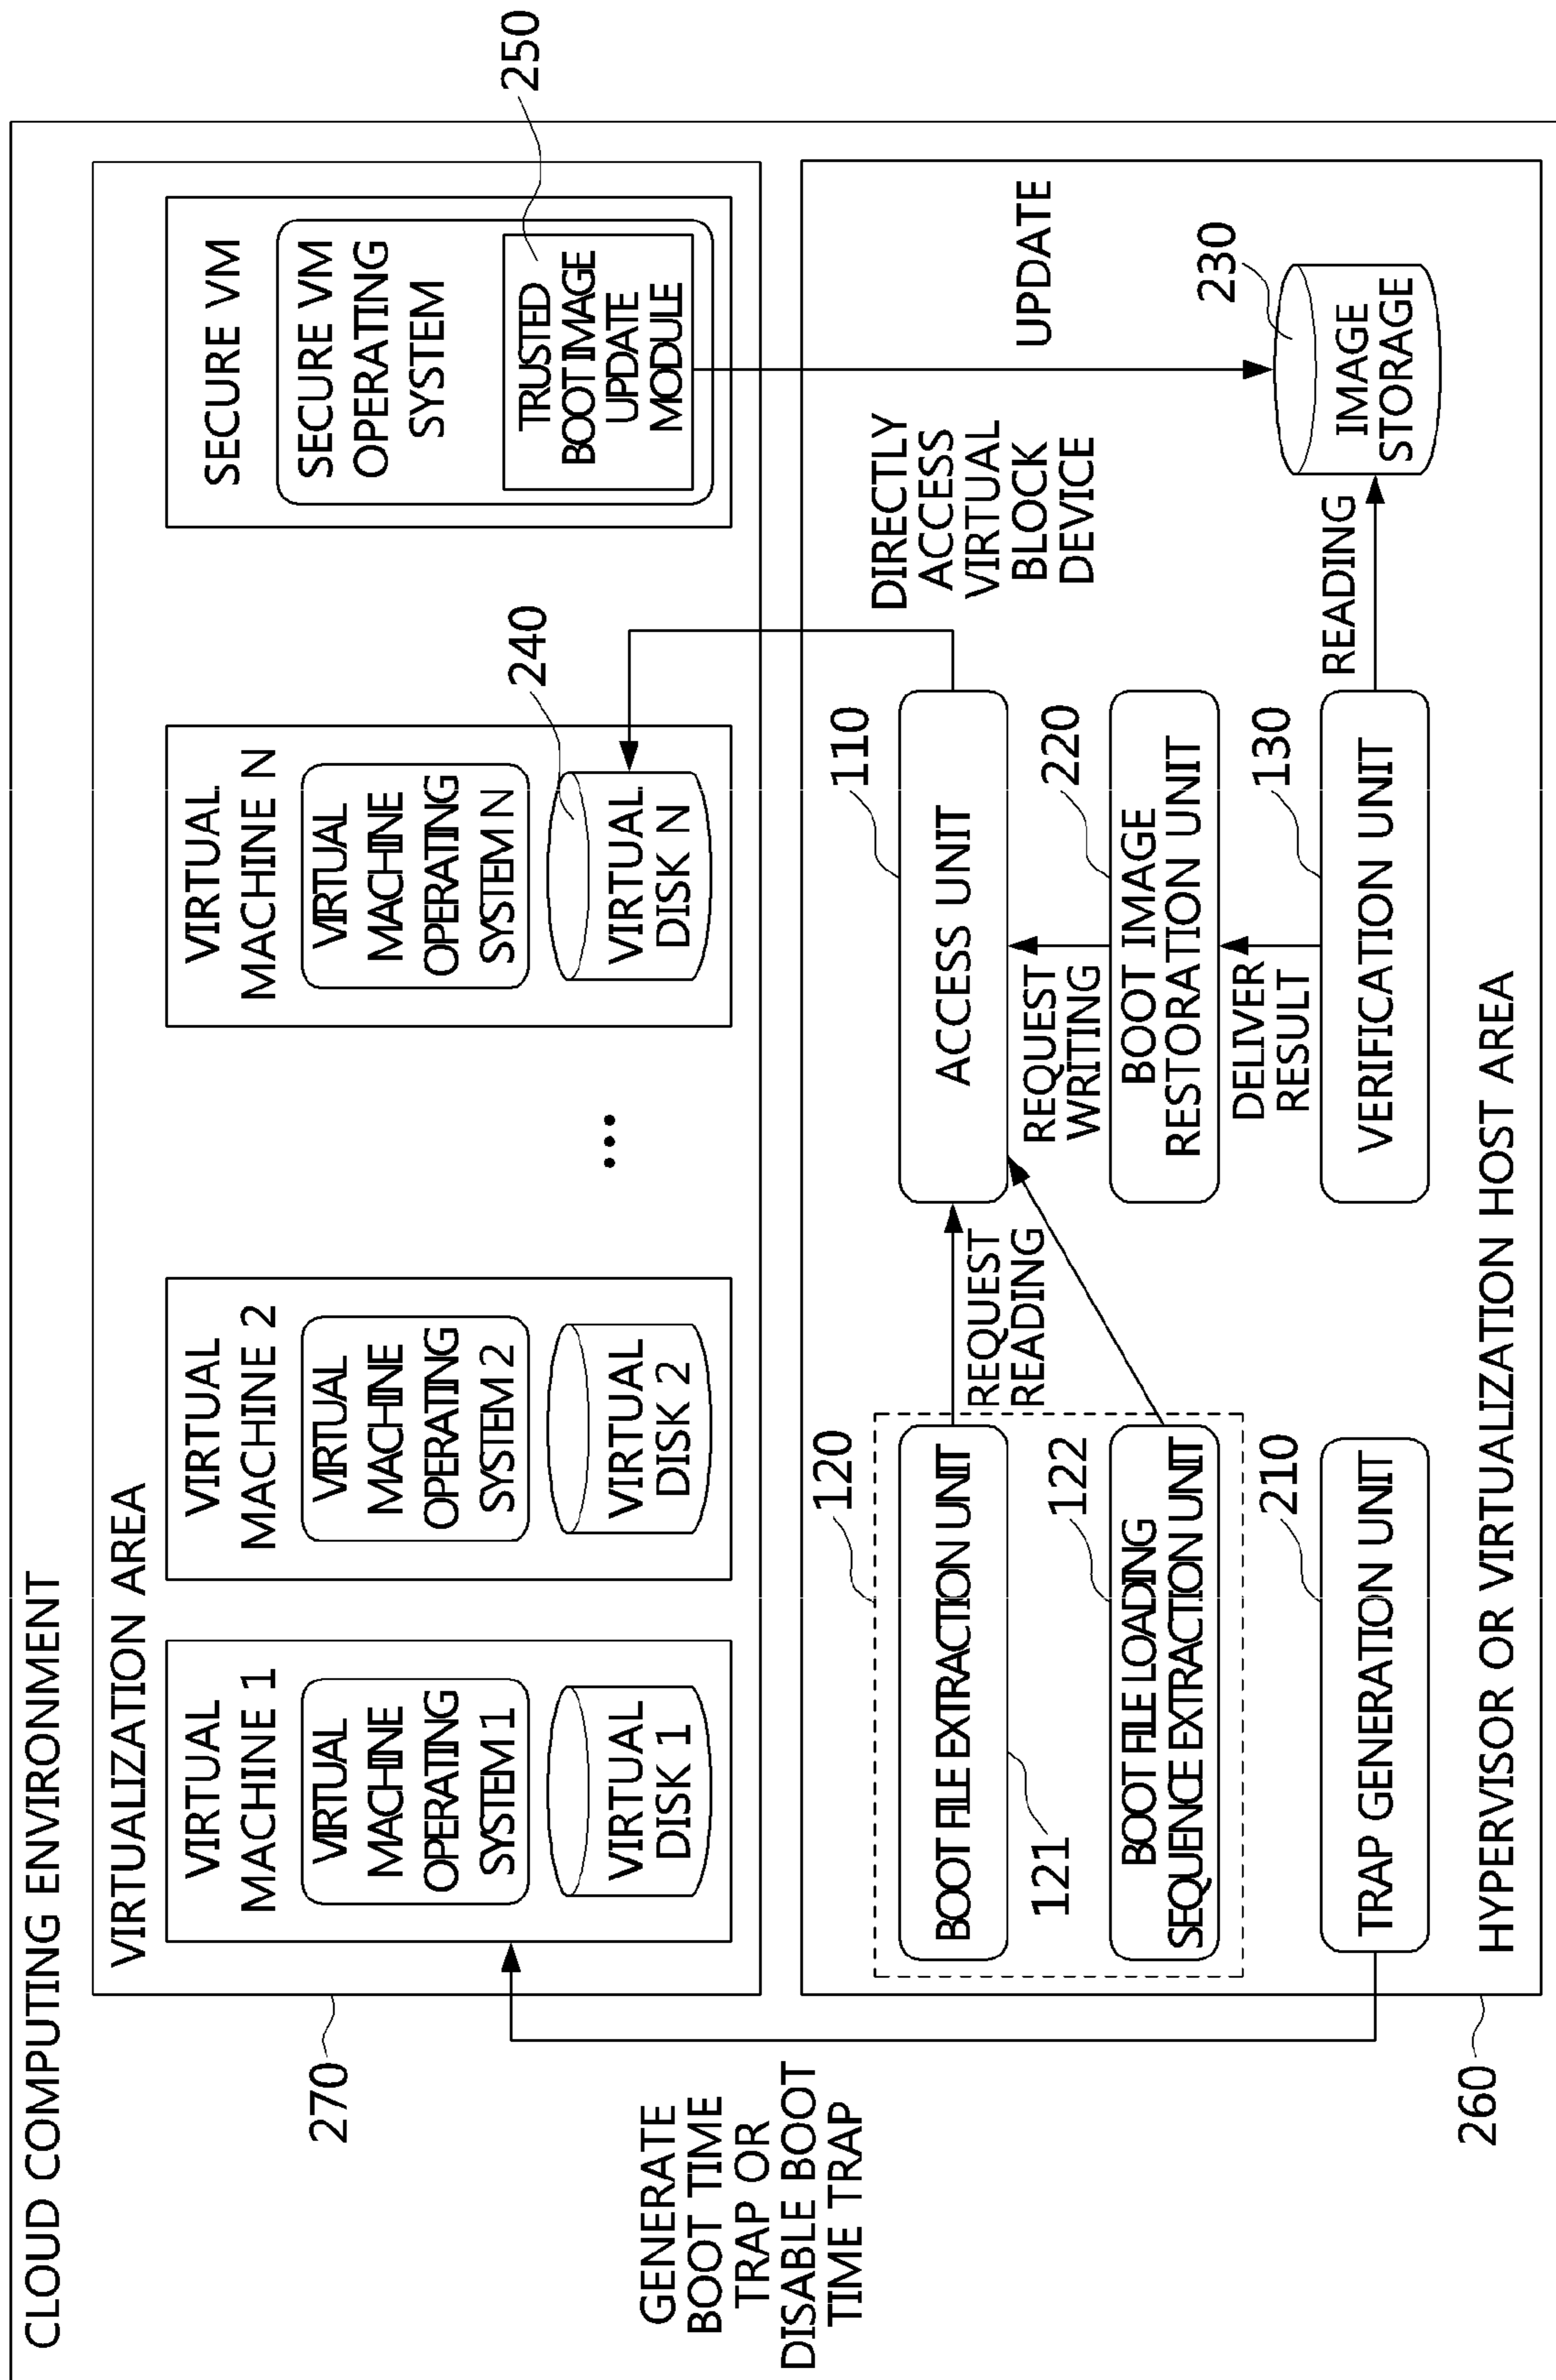 CLOUD COMPUTING ENVIRONMENT
VIRTUALIZATION AREA
270
VIRTUAL
MACHINE 1
VIRTUAL
MACHINE
OPERATING
SYSTEM 1
VIRTUAL
DISK 1
VIRTUAL
MACHINE 2
VIRTUAL
MACHINE
OPERATING
SYSTEM 2
VIRTUAL
DISK 2
...
VIRTUAL
MACHINE N
VIRTUAL
MACHINE
OPERATING
SYSTEM N
VIRTUAL
DISK N
240
SECURE VM
SECURE VM
OPERATING
SYSTEM
TRUSTED
BOOT IMAGE
UPDATE
MODULE
250
GENERATE
BOOT TIME
TRAP OR
DISABLE BOOT
TIME TRAP
120
BOOT FILE EXTRACTION UNIT
121
BOOT FILE LOADING
SEQUENCE EXTRACTION UNIT
122
TRAP GENERATION UNIT
210
REQUEST
READING
ACCESS UNIT
110
REQUEST
WRITING
BOOT IMAGE
RESTORATION UNIT
220
DELIVER
RESULT
VERIFICATION UNIT
130
DIRECTLY
ACCESS
VIRTUAL
BLOCK
DEVICE
UPDATE
READING
IMAGE
STORAGE
230
HYPERVISOR OR VIRTUALIZATION HOST AREA
260